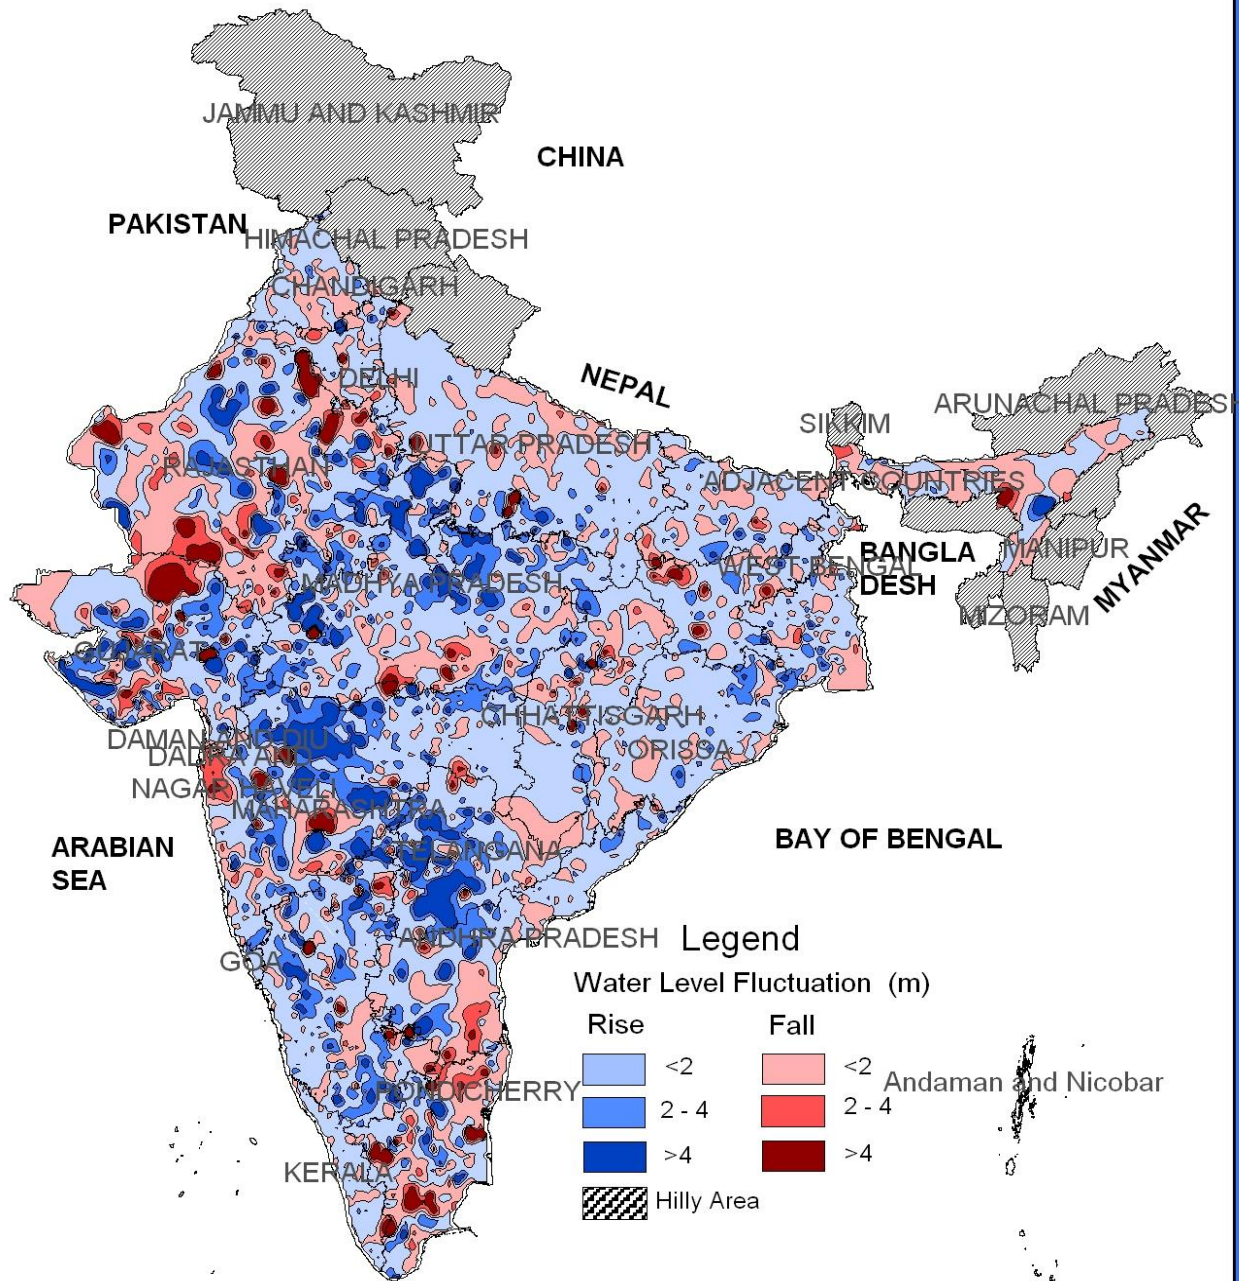 JAMMU AND KASHMIR
CHINA
PAKISTAN
HIMACHAL PRADESH
CHANDIGARH
DELHI
NEPAL
ARUNACHAL PRADESH
SIKKIM
UTTAR PRADESH
RAJASTHAN
ADJACENT COUNTRIES
MYANMAR
MANIPUR
BANGLA
DESH
WEST BENGAL
MADHYA PRADESH
MIZORAM
GUJARAT
CHHATTISGARH
DAMAN AND DIU
ORISSA
DADRA AND
NAGAR HAVELI
MAHARASHTRA
BAY OF BENGAL
ARABIAN
SEA
TELANGANA
ANDHRA PRADESH
GOA
Legend
Water Level Fluctuation (m)
Rise Fall
<2 <2
2 - 4 2 - 4
>4 >4
Hilly Area
Andaman and Nicobar
PONDICHERRY
KERALA